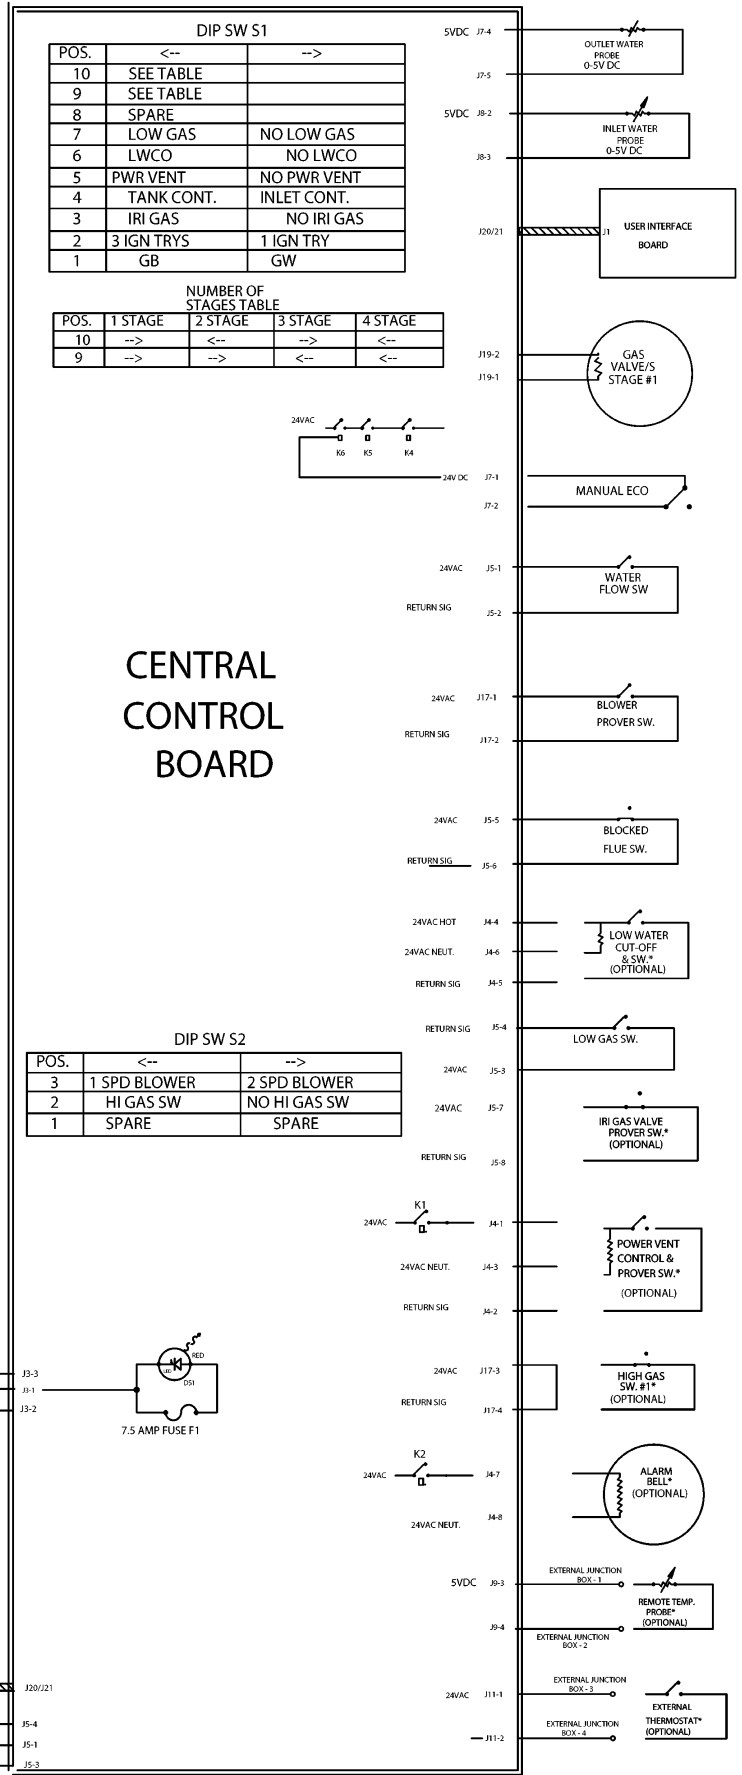 DIP SW S1
POS. <-- -->
10 SEE TABLE
9 SEE TABLE
8 SPARE
7 LOW GAS NO LOW GAS
6 LWCO NO LWCO
5 PWR VENT NO PWR VENT
4 TANK CONT. INLET CONT.
3 IRI GAS NO IRI GAS
2 3 IGN TRYS 1 IGN TRY
1 GB GW
NUMBER OF
STAGES TABLE
POS. 1 STAGE 2 STAGE 3 STAGE 4 STAGE
10 --> <-- --> <--
9 --> --> <-- <--
5VDC J7-4
OUTLET WATER
PROBE
0-5V DC
J7-5
5VDC J8-2
INLET WATER
PROBE
0-5V DC
J8-3
J20/21 J1
USER INTERFACE
BOARD
J19-2
GAS
VALVE/S
STAGE #1
J19-1
24VAC
K6 K5 K4
24V DC J7-1
MANUAL ECO
J7-2
24VAC J5-1
WATER
FLOW SW
RETURN SIG J5-2
CENTRAL
CONTROL
BOARD
24VAC J17-1
BLOWER
PROVER SW.
RETURN SIG J17-2
24VAC J5-5
BLOCKED
FLUE SW.
RETURN SIG J5-6
24VAC HOT J4-4
LOW WATER
CUT-OFF
& SW.*
(OPTIONAL)
24VAC NEUT. J4-6
RETURN SIG J4-5
RETURN SIG J5-4
LOW GAS SW.
24VAC J5-3
DIP SW S2
POS. <-- -->
3 1 SPD BLOWER 2 SPD BLOWER
2 HI GAS SW NO HI GAS SW
1 SPARE SPARE
24VAC J5-7
IRI GAS VALVE
PROVER SW.*
(OPTIONAL)
RETURN SIG J5-8
K1
24VAC J4-1
POWER VENT
CONTROL &
PROVER SW.*
(OPTIONAL)
24VAC NEUT. J4-3
RETURN SIG J4-2
J3-3
J3-1
J3-2
RED
LED
DS1
7.5 AMP FUSE F1
24VAC J17-3
HIGH GAS
SW. #1*
(OPTIONAL)
RETURN SIG J17-4
K2
24VAC J4-7
ALARM
BELL*
(OPTIONAL)
24VAC NEUT. J4-8
5VDC J9-3
EXTERNAL JUNCTION
BOX - 1
REMOTE TEMP.
PROBE*
(OPTIONAL)
J9-4
EXTERNAL JUNCTION
BOX - 2
24VAC J11-1
EXTERNAL JUNCTION
BOX - 3
EXTERNAL
THERMOSTAT*
(OPTIONAL)
J11-2
EXTERNAL JUNCTION
BOX - 4
J20/J21
J5-4
J5-1
J5-3